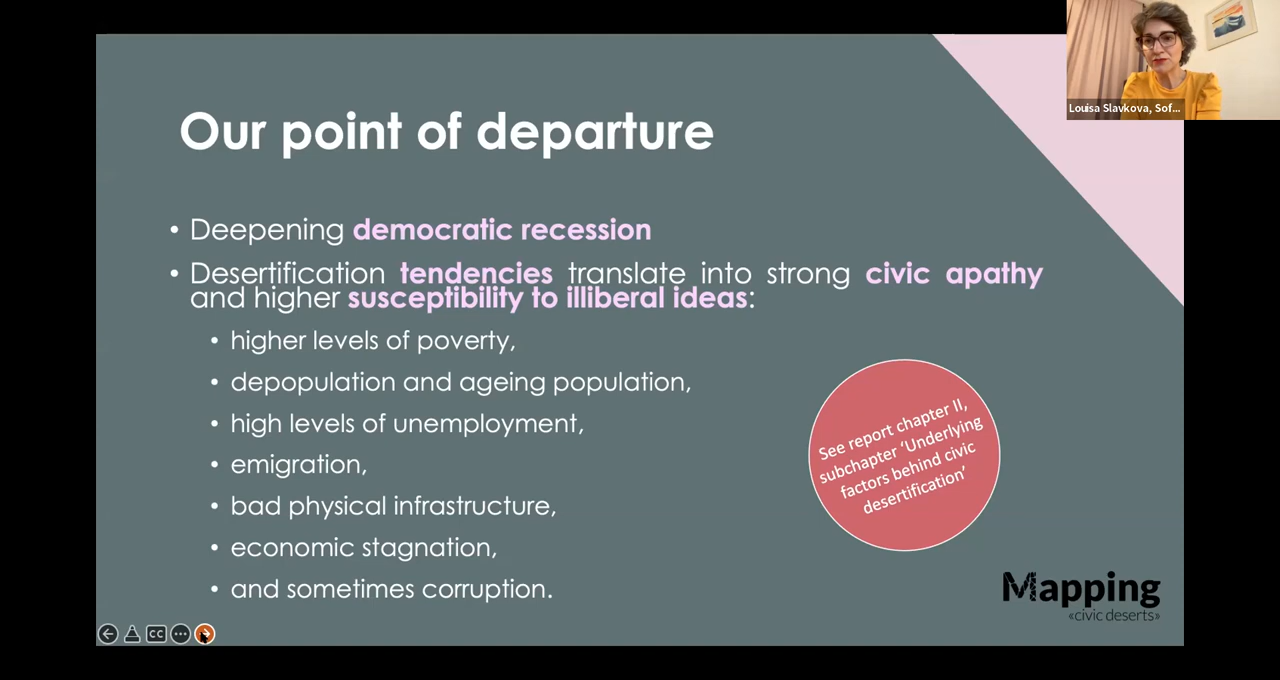 Our point of departure
Louisa Slavkova, Sof...
• Deepening democratic recession
• Desertification tendencies translate into strong civic apathy
and higher susceptibility to illiberal ideas:
• higher levels of poverty,
• depopulation and ageing population,
• high levels of unemployment,
• emigration,
• bad physical infrastructure,
• economic stagnation,
• and sometimes corruption.
See report chapter II,
subchapter ‘Underlying
factors behind civic
desertification’
Mapping
«civic deserts»
CC